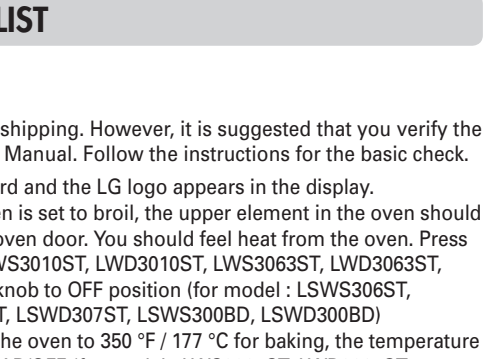 LIST
shipping. However, it is suggested that you verify the
Manual. Follow the instructions for the basic check.
rd and the LG logo appears in the display.
en is set to broil, the upper element in the oven should
oven door. You should feel heat from the oven. Press
WS3010ST, LWD3010ST, LWS3063ST, LWD3063ST,
knob to OFF position (for model : LSWS306ST,
T, LSWD307ST, LSWS300BD, LSWD300BD)
he oven to 350 °F / 177 °C for baking, the temperature